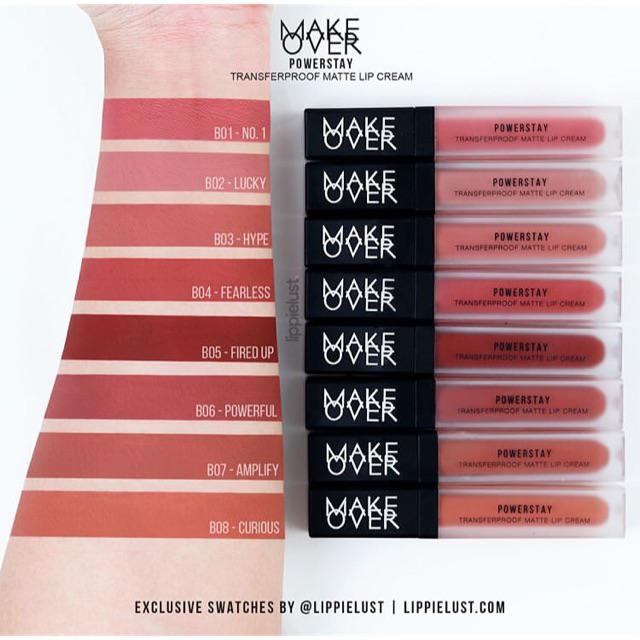 MAKE
OVER
POWERSTAY
TRANSFERPROOF MATTE LIP CREAM
B01 - NO. 1
B02 - LUCKY
B03 - HYPE
B04 - FEARLESS
B05 - FIRED UP
B06 - POWERFUL
B07 - AMPLIFY
B08 - CURIOUS
lippielust.
MAKE
OVER
POWERSTAY
TRANSFERPROOF MATTE LIP CREAM
MAKE
OVER
POWERSTAY
TRANSFERPROOF MATTE LIP CREAM
MAKE
OVER
POWERSTAY
TRANSFERPROOF MATTE LIP CREAM
MAKE
OVER
POWERSTAY
TRANSFERPROOF MATTE LIP CREAM
MAKE
OVER
POWERSTAY
TRANSFERPROOF MATTE LIP CREAM
MAKE
OVER
POWERSTAY
TRANSFERPROOF MATTE LIP CREAM
MAKE
OVER
POWERSTAY
TRANSFERPROOF MATTE LIP CREAM
MAKE
OVER
POWERSTAY
TRANSFERPROOF MATTE LIP CREAM
EXCLUSIVE SWATCHES BY @LIPPIELUST | LIPPIELUST.COM